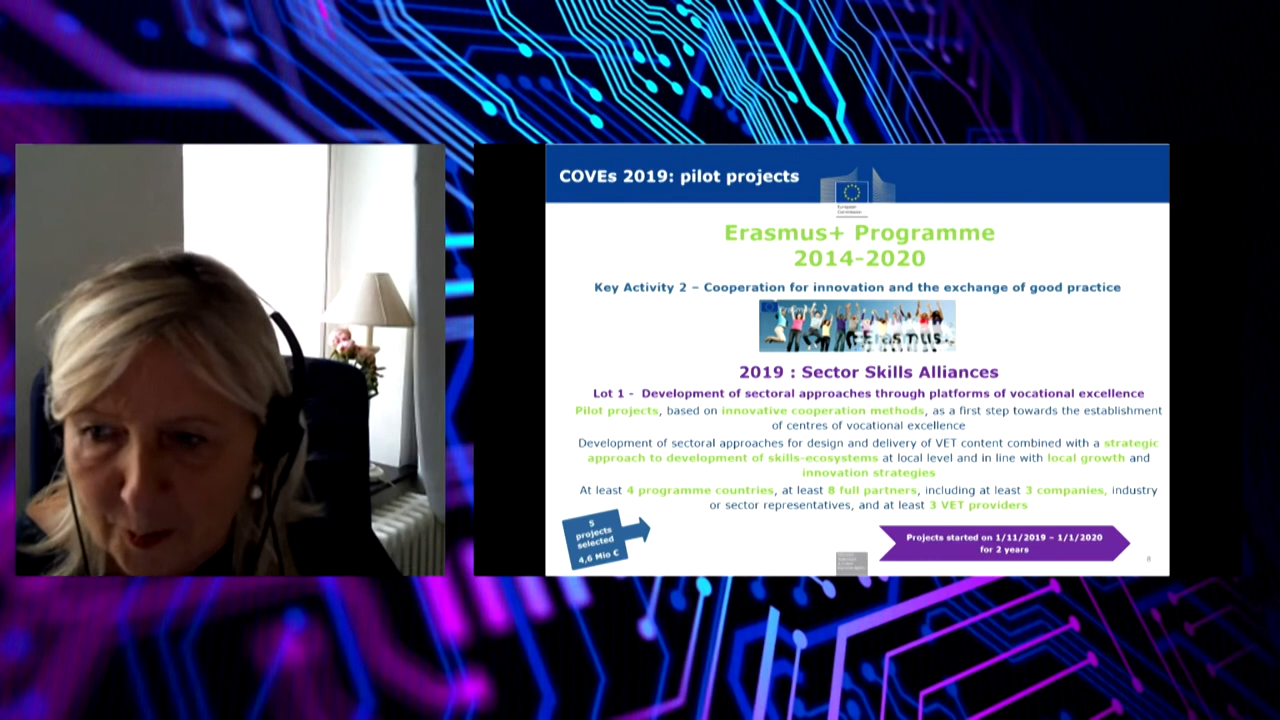 COVEs 2019: pilot projects
European
Commission
Erasmus+ Programme
2014-2020
Key Activity 2 – Cooperation for innovation and the exchange of good practice
Erasmus+
2019 : Sector Skills Alliances
Lot 1 - Development of sectoral approaches through platforms of vocational excellence
Pilot projects, based on innovative cooperation methods, as a first step towards the establishment
of centres of vocational excellence
Development of sectoral approaches for design and delivery of VET content combined with a strategic
approach to development of skills-ecosystems at local level and in line with local growth and
innovation strategies
At least 4 programme countries, at least 8 full partners, including at least 3 companies, industry
or sector representatives, and at least 3 VET providers
5
projects
selected
4,6 Mio €
Projects started on 1/11/2019 – 1/1/2020
for 2 years
8